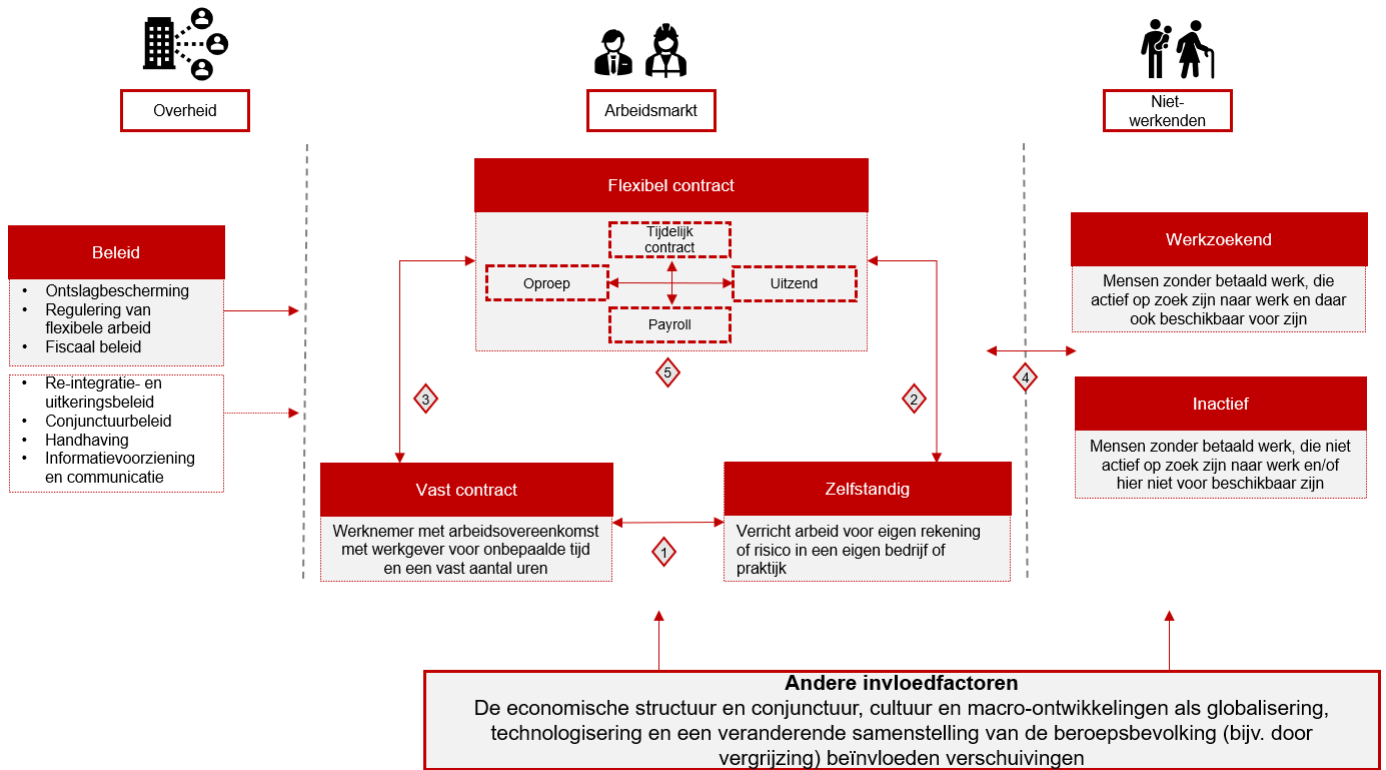 Overheid
Arbeidsmarkt
Niet-
werkenden
Beleid
• Ontslagbescherming
• Regulering van
flexibele arbeid
• Fiscaal beleid
• Re-integratie- en
uitkeringsbeleid
• Conjunctuurbeleid
• Handhaving
• Informatievoorziening
en communicatie
Flexibel contract
Tijdelijk
contract
Oproep
Uitzend
Payroll
5
3
2
Vast contract
Werknemer met arbeidsovereenkomst
met werkgever voor onbepaalde tijd
en een vast aantal uren
1
Zelfstandig
Verricht arbeid voor eigen rekening
of risico in een eigen bedrijf of
praktijk
4
Werkzoekend
Mensen zonder betaald werk, die
actief op zoek zijn naar werk en daar
ook beschikbaar voor zijn
Inactief
Mensen zonder betaald werk, die niet
actief op zoek zijn naar werk en/of
hier niet voor beschikbaar zijn
Andere invloedfactoren
De economische structuur en conjunctuur, cultuur en macro-ontwikkelingen als globalisering,
technologisering en een veranderende samenstelling van de beroepsbevolking (bijv. door
vergrijzing) beïnvloeden verschuivingen